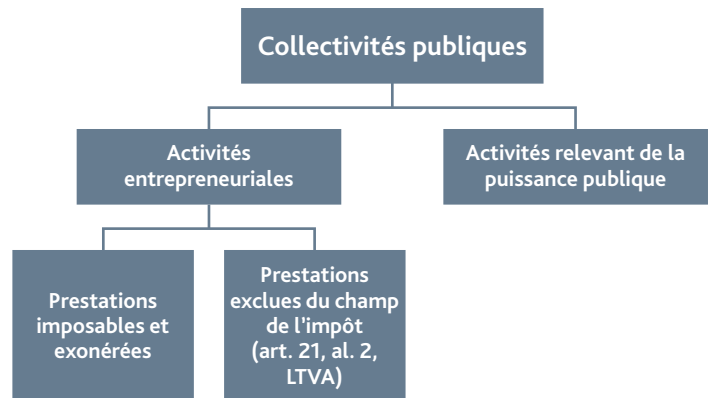 Collectivités publiques
Activités
entrepreneuriales
Activités relevant de la
puissance publique
Prestations
imposables et
exonérées
Prestations
exclues du champ
de l'impôt
(art. 21, al. 2,
LTVA)